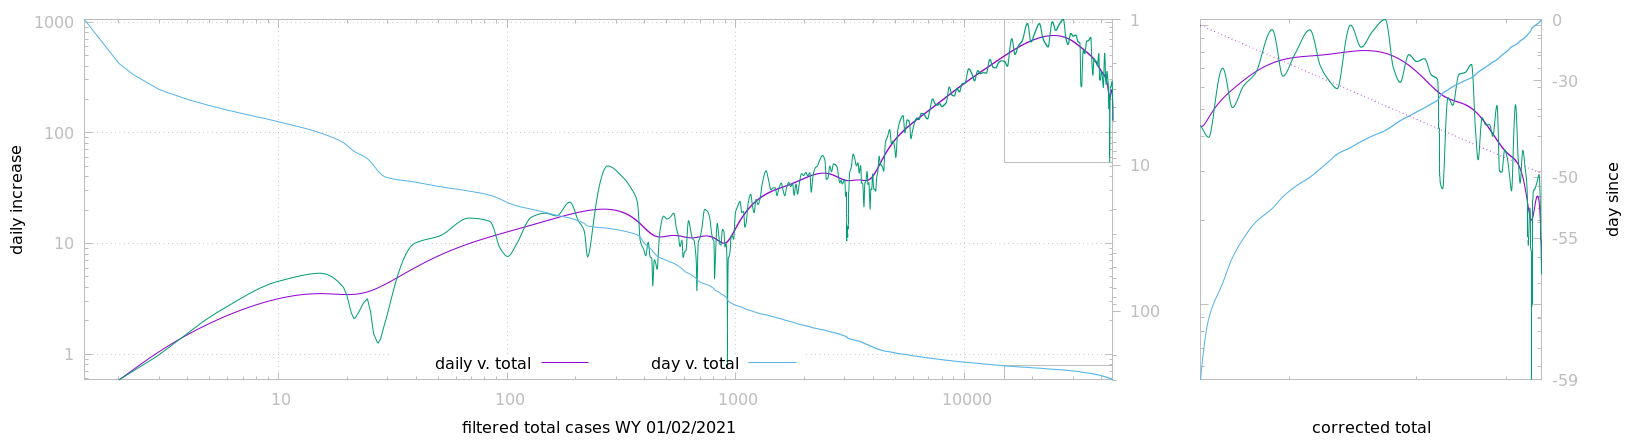 1000
100
10
1
daily increase
10
100
1000
10000
filtered total cases WY 01/02/2021
daily v. total
day v. total
1
10
100
0
-30
-50
-55
-59
day since
corrected total